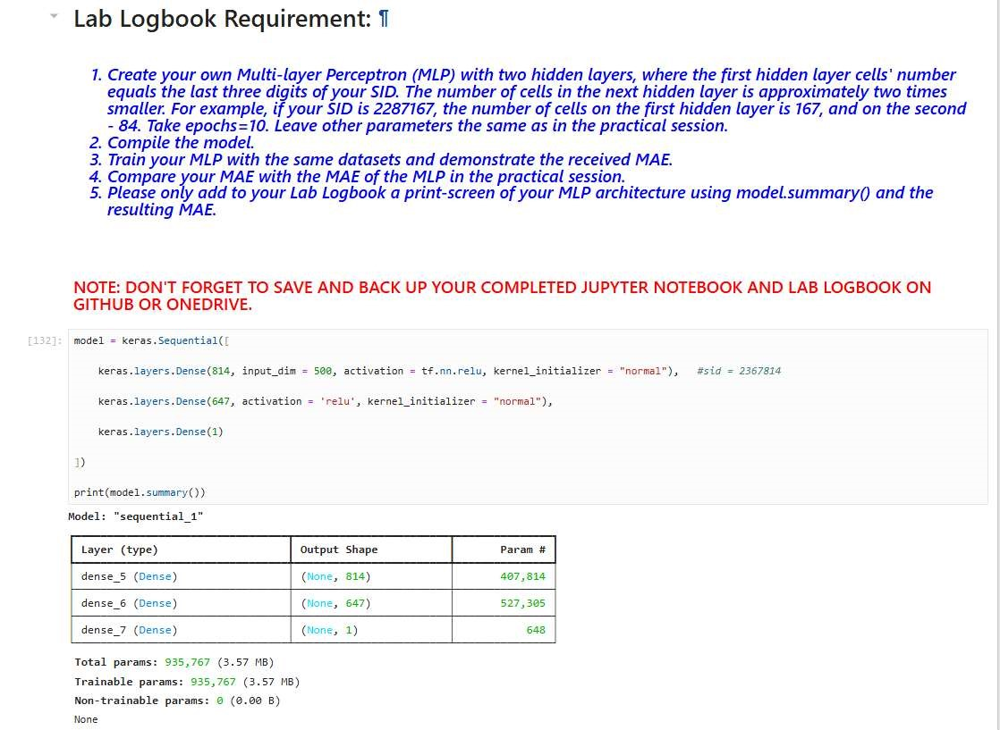 Lab Logbook Requirement: ¶
1. Create your own Multi-layer Perceptron (MLP) with two hidden layers, where the first hidden layer cells' number
equals the last three digits of your SID. The number of cells in the next hidden layer is approximately two times
smaller. For example, if your SID is 2287167, the number of cells on the first hidden layer is 167, and on the second
- 84. Take epochs=10. Leave other parameters the same as in the practical session.
2. Compile the model.
3. Train your MLP with the same datasets and demonstrate the received MAE.
4. Compare your MAE with the MAE of the MLP in the practical session.
5. Please only add to your Lab Logbook a print-screen of your MLP architecture using model.summary() and the
resulting MAE.
NOTE: DON'T FORGET TO SAVE AND BACK UP YOUR COMPLETED JUPYTER NOTEBOOK AND LAB LOGBOOK ON
GITHUB OR ONEDRIVE.
[132]: model = keras.Sequential([
keras.layers.Dense(814, input_dim = 500, activation = tf.nn.relu, kernel_initializer = "normal"), #sid = 2367814
keras.layers.Dense(647, activation = 'relu', kernel_initializer = "normal"),
keras.layers.Dense(1)
])
print(model.summary())
Model: "sequential_1"
Layer (type) Output Shape Param #
dense_5 (Dense) (None, 814) 407,814
dense_6 (Dense) (None, 647) 527,305
dense_7 (Dense) (None, 1) 648
Total params: 935,767 (3.57 MB)
Trainable params: 935,767 (3.57 MB)
Non-trainable params: 0 (0.00 B)
None